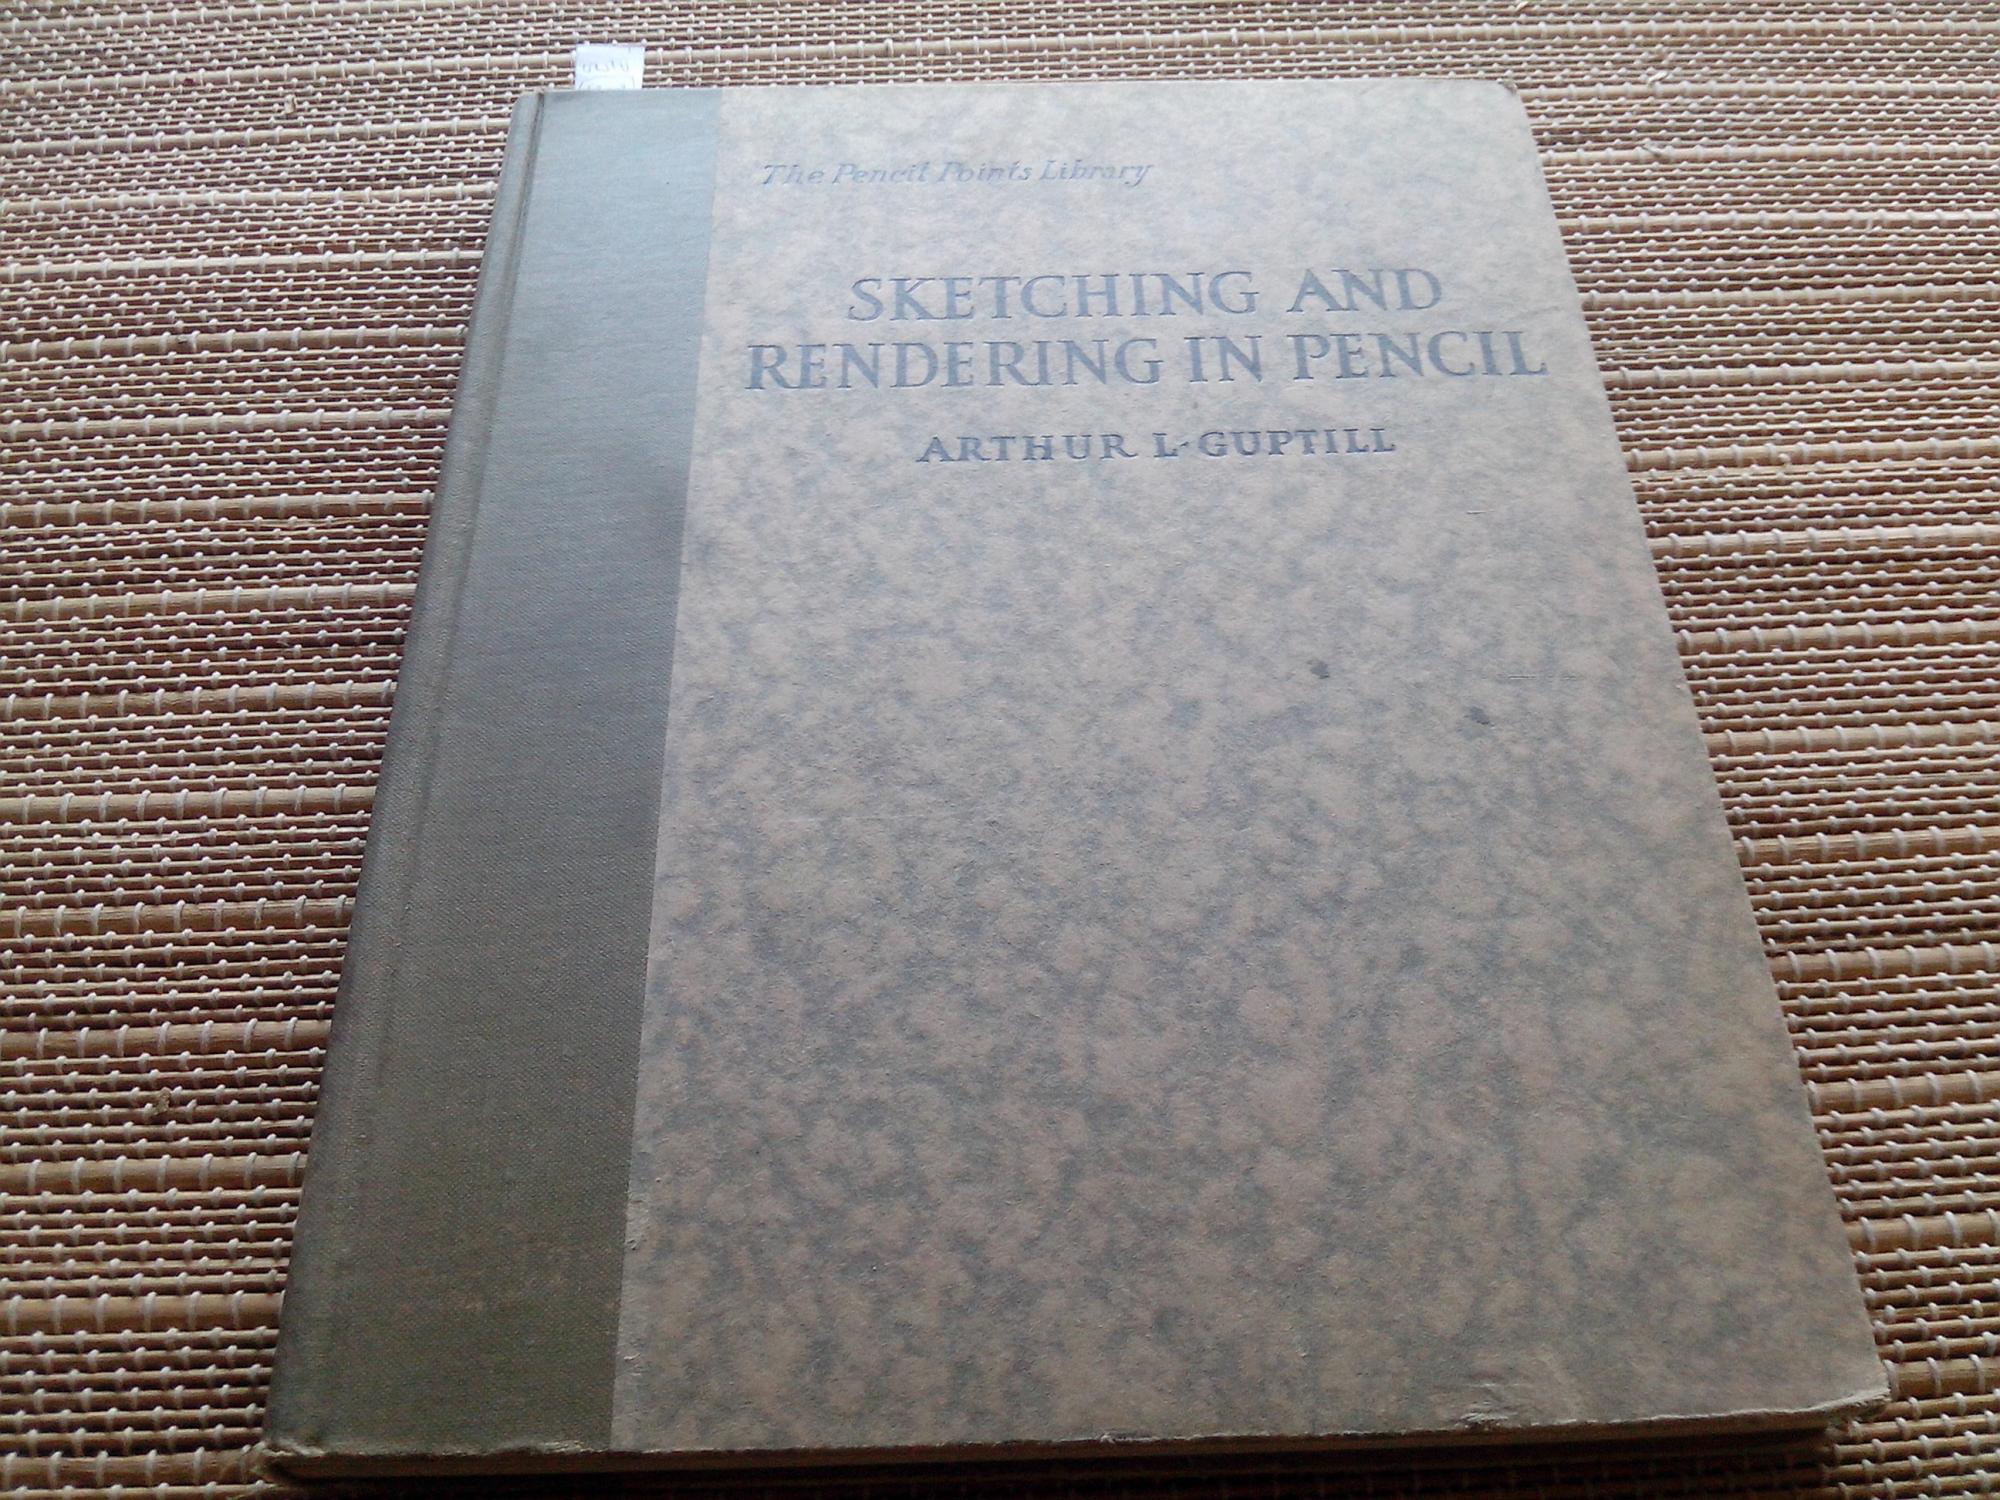 The Pencil Points Library
SKETCHING AND
RENDERING IN PENCIL
ARTHUR L·GUPTILL